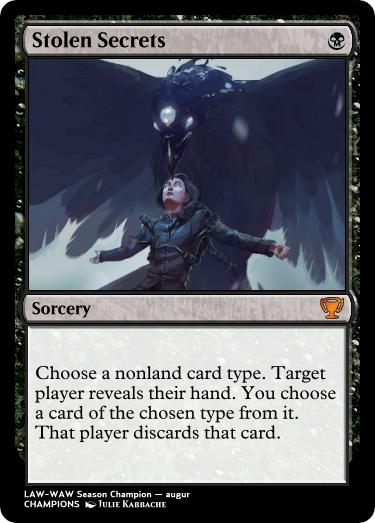 Stolen Secrets
Sorcery
Choose a nonland card type. Target
player reveals their hand. You choose
a card of the chosen type from it.
That player discards that card.
LAW-WAW Season Champion — augur
CHAMPIONS Julie Kabbache